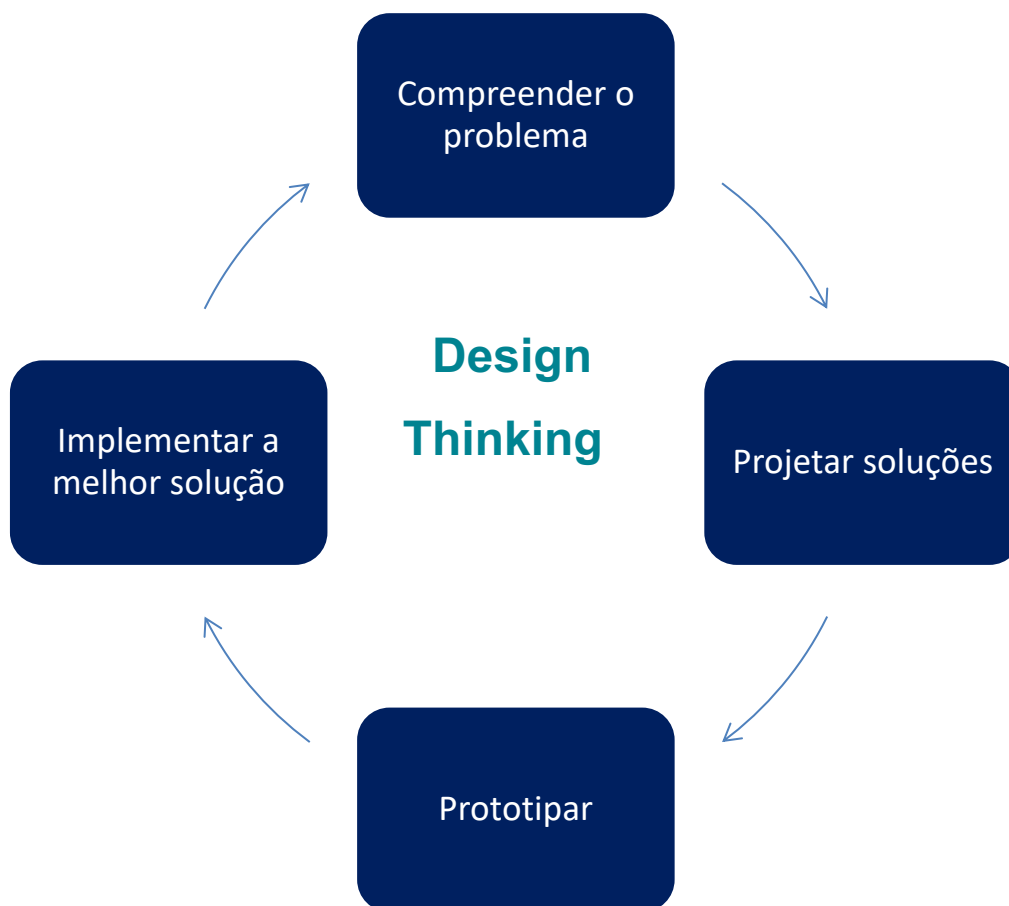 Compreender o
problema
Design
Thinking
Implementar a
melhor solução
Projetar soluções
Prototipar